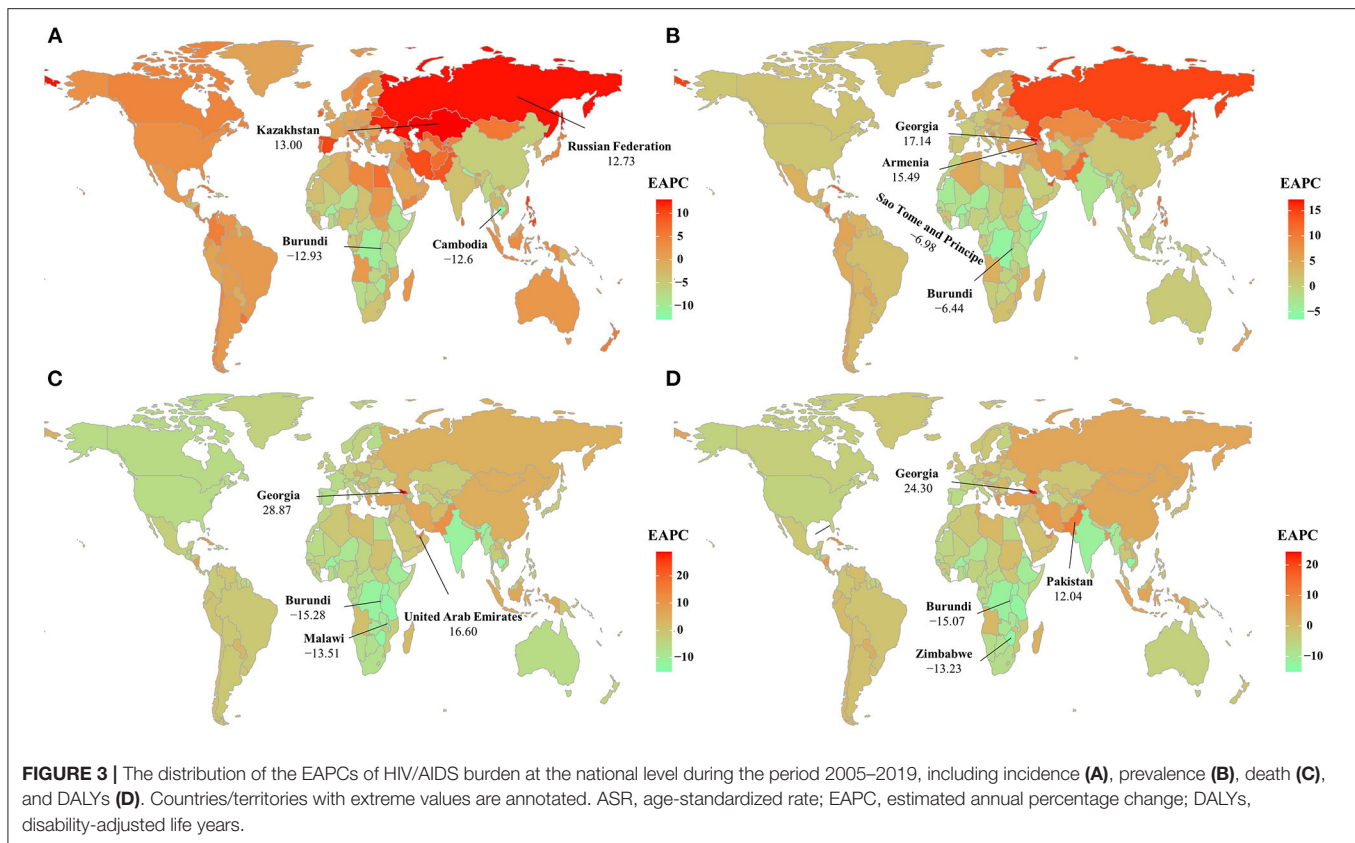 A
Kazakhstan
13.00
Russian Federation
12.73
Burundi
−12.93
Cambodia
−12.6
EAPC
10
5
0
−5
−10
B
Georgia
17.14
Armenia
15.49
Sao Tome and Principe
−6.98
Burundi
−6.44
EAPC
15
10
5
0
−5
C
Georgia
28.87
Burundi
−15.28
Malawi
−13.51
United Arab Emirates
16.60
EAPC
20
10
0
−10
D
Georgia
24.30
Pakistan
12.04
Burundi
−15.07
Zimbabwe
−13.23
EAPC
20
10
0
−10
FIGURE 3 | The distribution of the EAPCs of HIV/AIDS burden at the national level during the period 2005–2019, including incidence (A), prevalence (B), death (C),
and DALYs (D). Countries/territories with extreme values are annotated. ASR, age-standardized rate; EAPC, estimated annual percentage change; DALYs,
disability-adjusted life years.